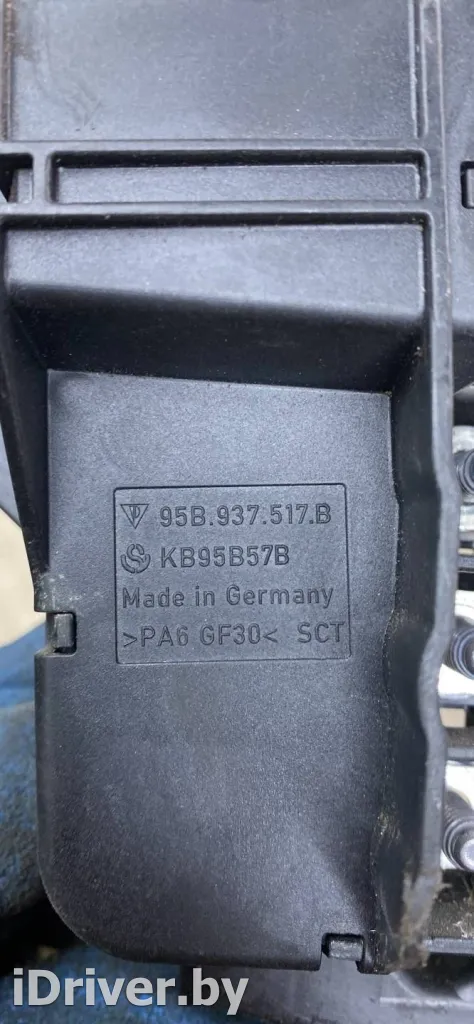 95B.937.517.B
KB95B57B
Made in Germany
>PA6 GF30< SCT
iDriver.by